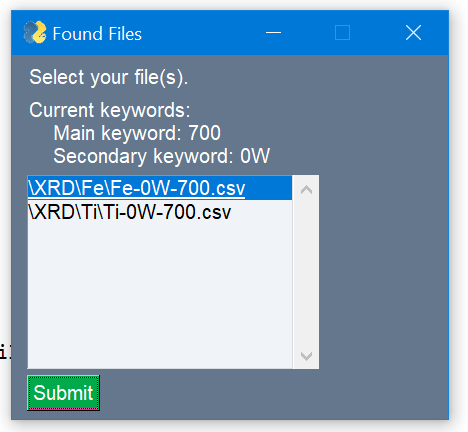 Found Files
Select your file(s).
Current keywords:
Main keyword: 700
Secondary keyword: 0W
\XRD\Fe\Fe-0W-700.csv
\XRD\Ti\Ti-0W-700.csv
Submit